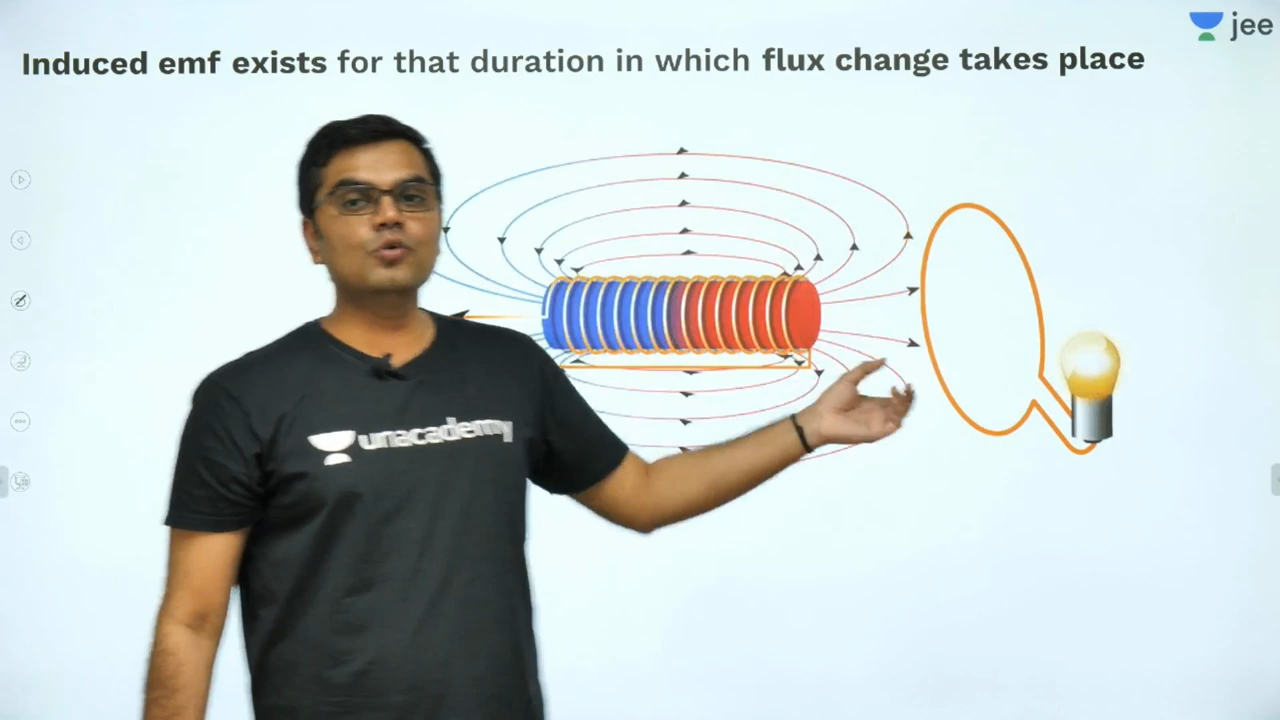 jee
Induced emf exists for that duration in which flux change takes place
unacademy